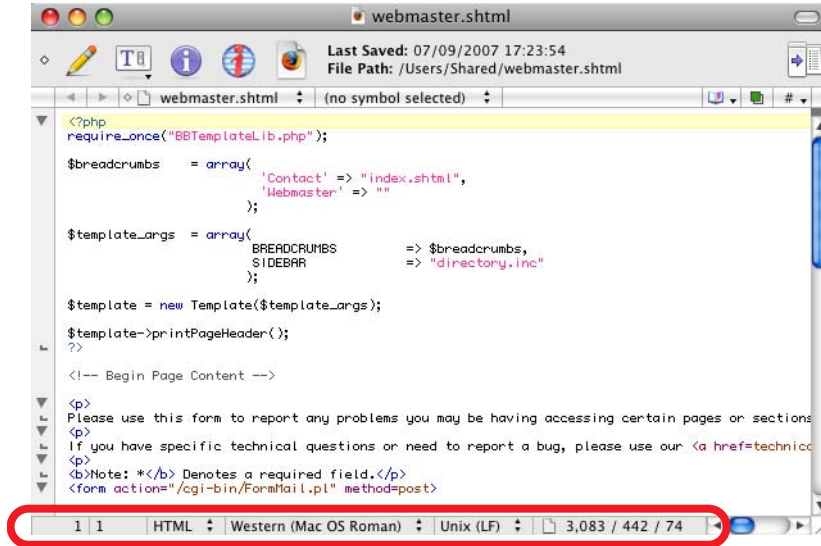 webmaster.shtml
Last Saved: 07/09/2007 17:23:54
File Path: /Users/Shared/webmaster.shtml
webmaster.shtml (no symbol selected) #
<?php
require_once("BBTemplateLib.php");
$breadcrumbs = array(
'Contact' => "index.shtml",
'Webmaster' => ""
);
$template_args = array(
BREADCRUMBS => $breadcrumbs,
SIDEBAR => "directory.inc"
);
$template = new Template($template_args);
$template->printPageHeader();
?>
<!-- Begin Page Content -->
<p>
Please use this form to report any problems you may be having accessing certain pages or sections
<p>
If you have specific technical questions or need to report a bug, please use our <a href=technic
<p>
<b>Note: *</b> Denotes a required field.</p>
<form action="/cgi-bin/FormMail.pl" method=post>
1 1 HTML Western (Mac OS Roman) Unix (LF) 3,083 / 442 / 74